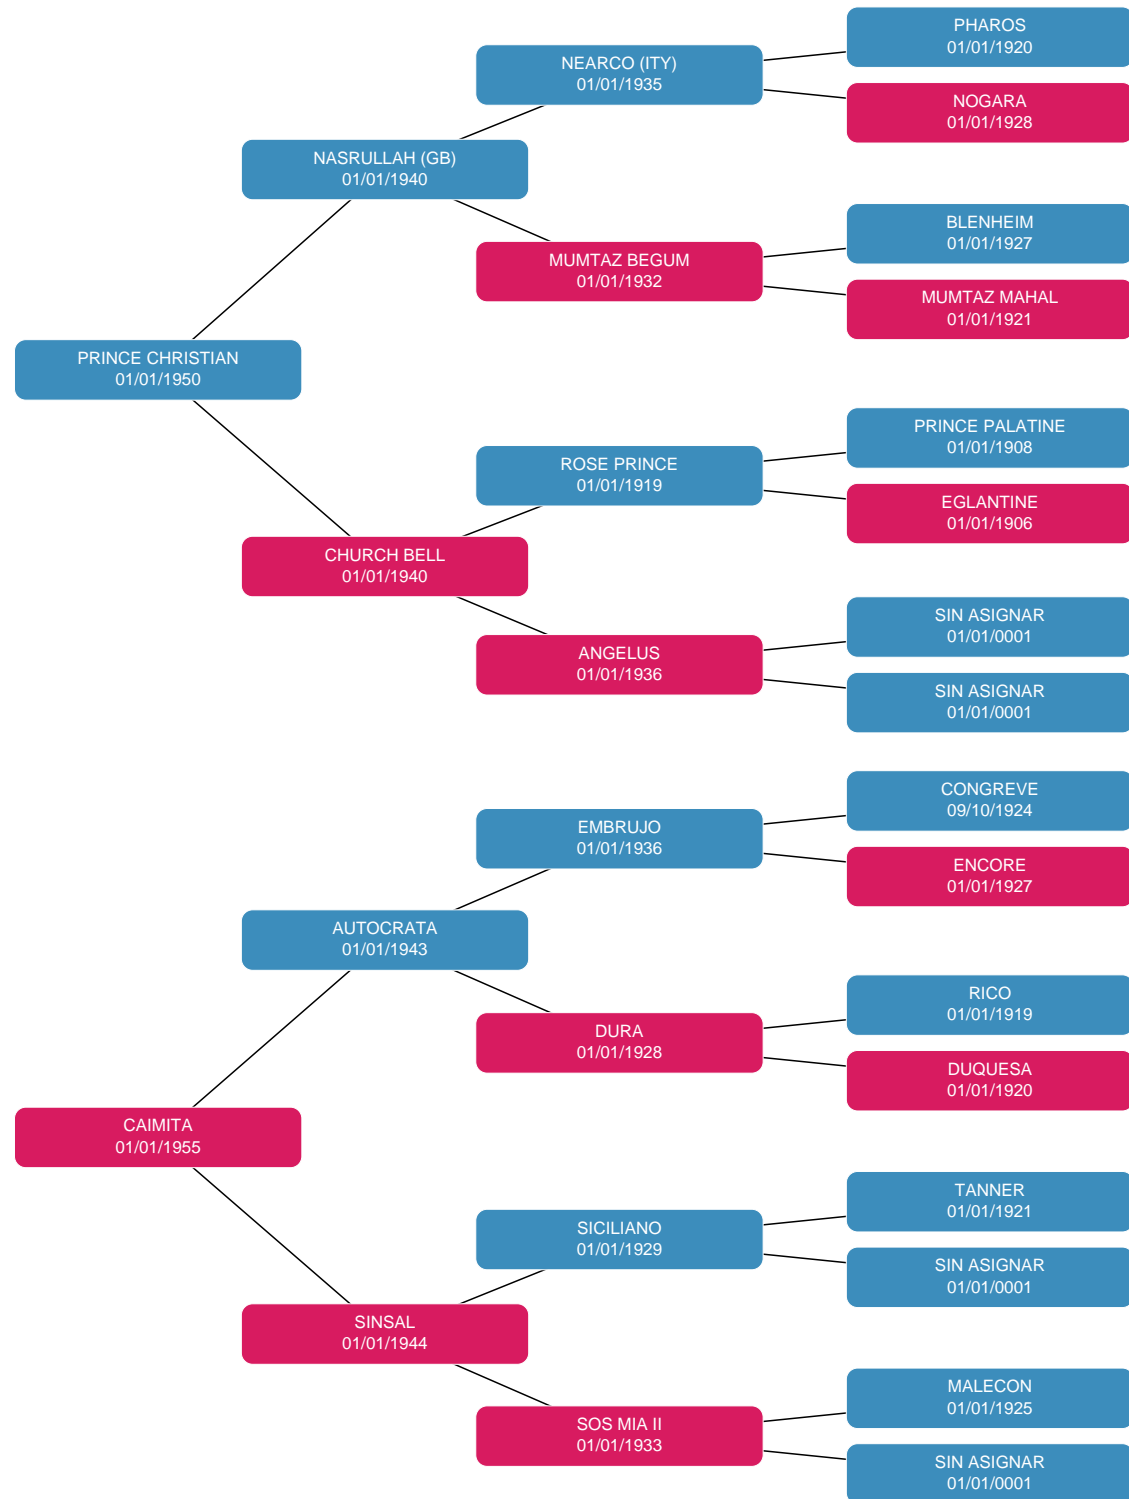 PHAROS
01/01/1920
NEARCO (ITY)
01/01/1935
NOGARA
01/01/1928
NASRULLAH (GB)
01/01/1940
BLENHEIM
01/01/1927
MUMTAZ BEGUM
01/01/1932
MUMTAZ MAHAL
01/01/1921
PRINCE CHRISTIAN
01/01/1950
PRINCE PALATINE
01/01/1908
ROSE PRINCE
01/01/1919
EGLANTINE
01/01/1906
CHURCH BELL
01/01/1940
SIN ASIGNAR
01/01/0001
ANGELUS
01/01/1936
SIN ASIGNAR
01/01/0001
CONGREVE
09/10/1924
EMBRUJO
01/01/1936
ENCORE
01/01/1927
AUTOCRATA
01/01/1943
RICO
01/01/1919
DURA
01/01/1928
DUQUESA
01/01/1920
CAIMITA
01/01/1955
TANNER
01/01/1921
SICILIANO
01/01/1929
SIN ASIGNAR
01/01/0001
SINSAL
01/01/1944
MALECON
01/01/1925
SOS MIA II
01/01/1933
SIN ASIGNAR
01/01/0001